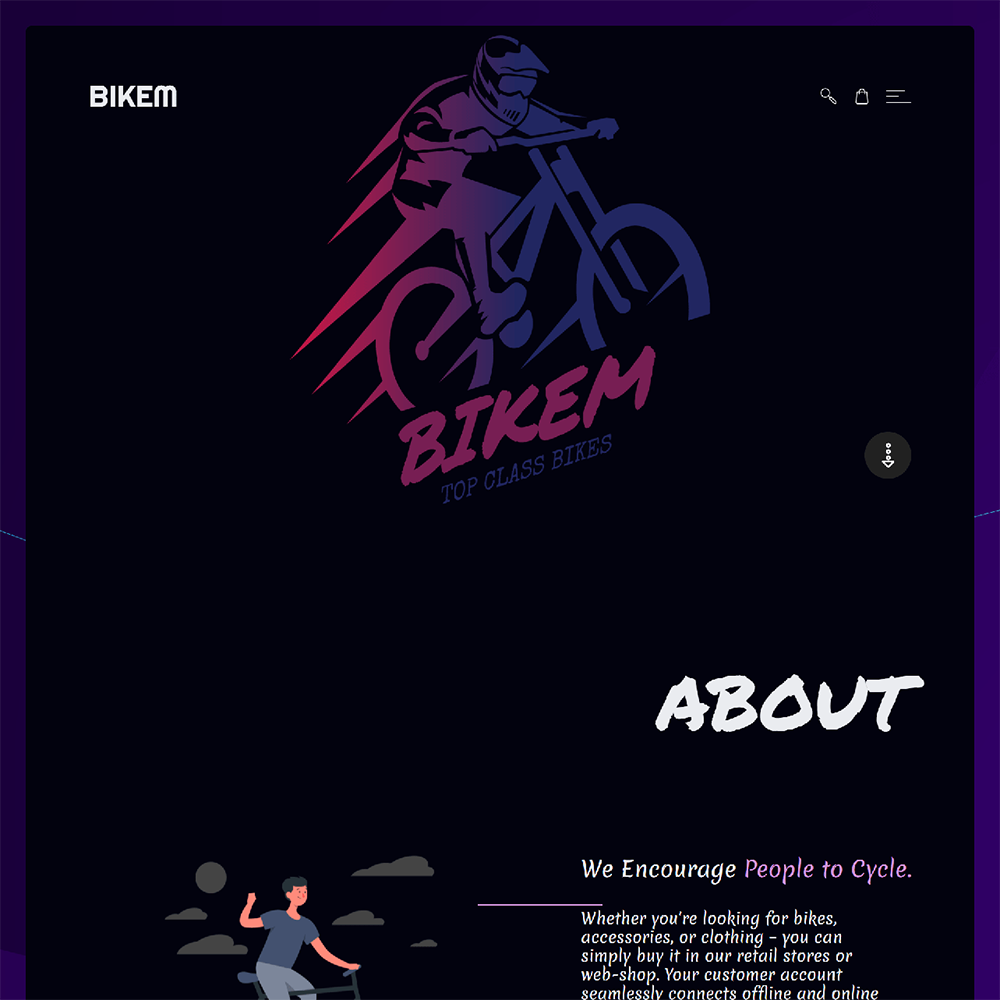 BIKEM
BIKEM
TOP CLASS BIKES
ABOUT
We Encourage People to Cycle.
Whether you're looking for bikes,
accessories, or clothing – you can
simply buy it in our retail stores or
web-shop. Your customer account
seamlessly connects offline and online